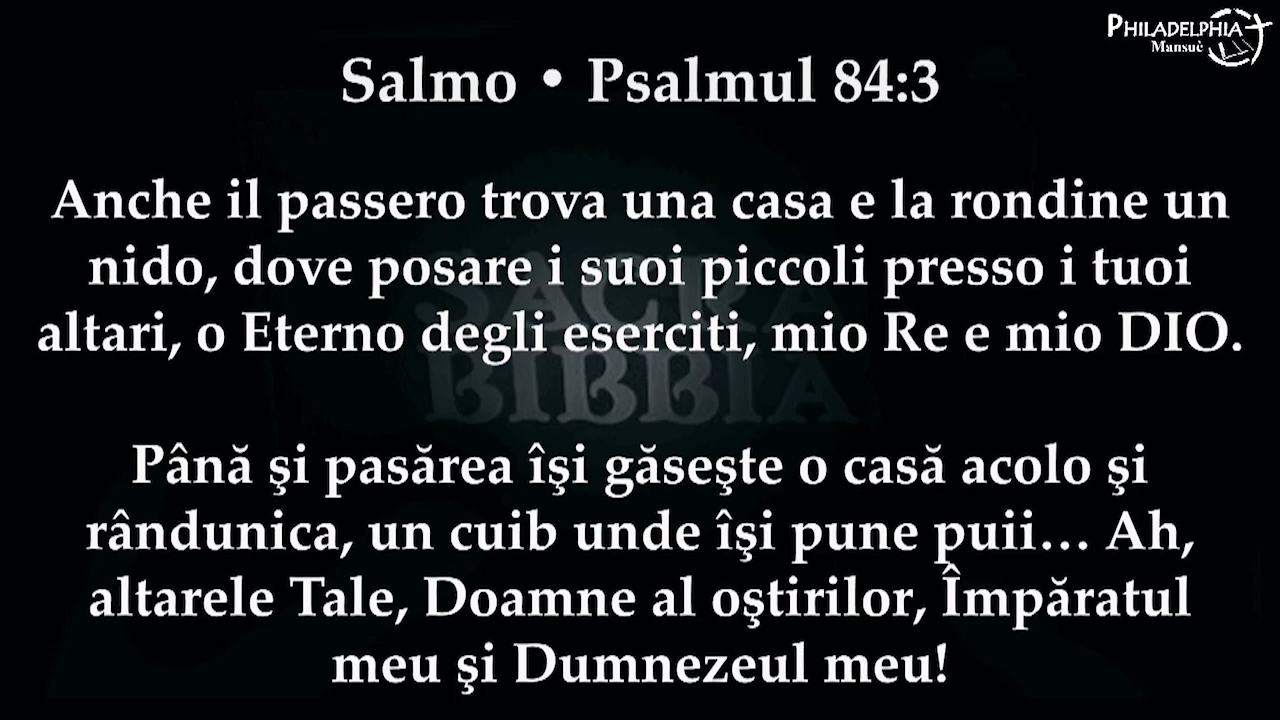 PHILADELPHIA
Mansuè
Salmo • Psalmul 84:3
Anche il passero trova una casa e la rondine un
nido, dove posare i suoi piccoli presso i tuoi
altari, o Eterno degli eserciti, mio Re e mio DIO.
SACRA
BIBBIA
Până şi pasărea îşi găseşte o casă acolo şi
rândunica, un cuib unde îşi pune puii… Ah,
altarele Tale, Doamne al oştirilor, Împăratul
meu şi Dumnezeul meu!